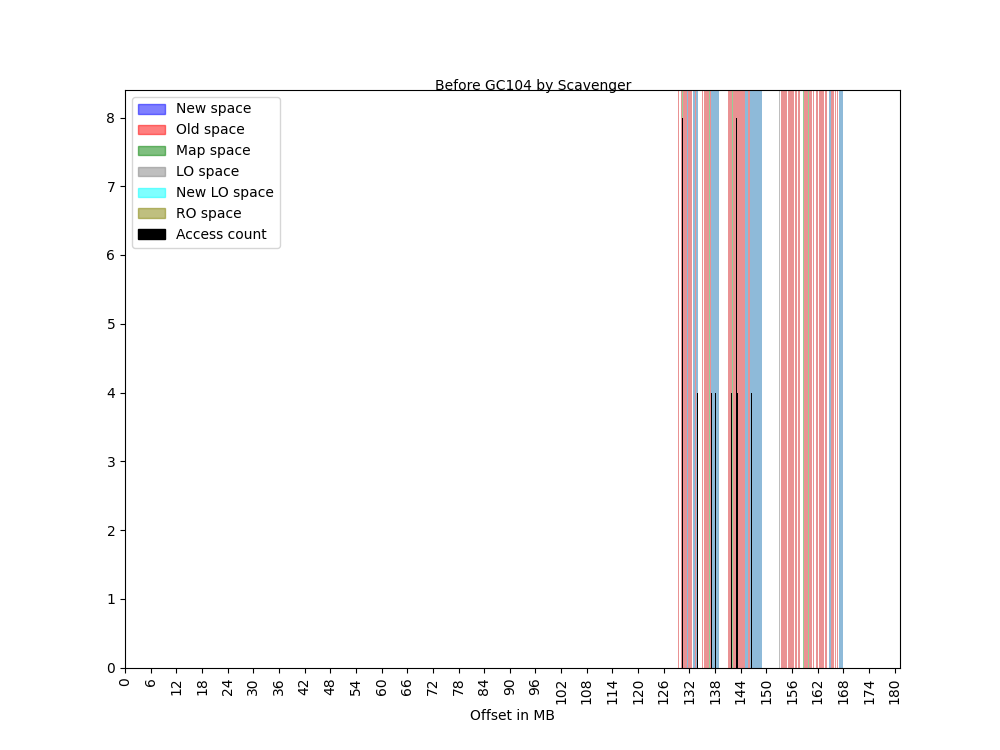 Before GC104 by Scavenger
New space
Old space
Map space
LO space
New LO space
RO space
Access count
8
7
6
5
4
3
2
1
0
0 6 12 18 24 30 36 42 48 54 60 66 72 78 84 90 96 102 108 114 120 126 132 138 144 150 156 162 168 174 180
Offset in MB